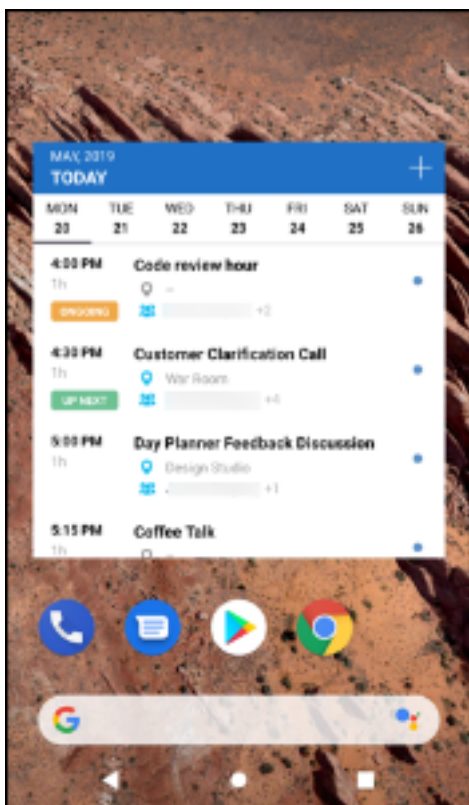 MAY, 2019
TODAY
MON TUE WED THU FRI SAT SUN
20 21 22 23 24 25 26
4:00 PM Code review hour
1h –
ONGOING +2
4:30 PM Customer Clarification Call
1h War Room
UP NEXT +4
5:00 PM Day Planner Feedback Discussion
1h Design Studio
+1
5:15 PM Coffee Talk
1h –
G